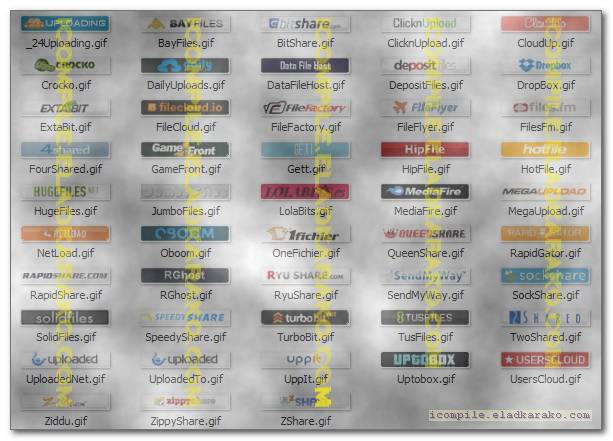 UPLOADING BAYFILES bitshare.com ClicknUpload CloudUp
_24Uploading.gif BayFiles.gif BitShare.gif ClicknUpload.gif CloudUp.gif
CROCKO daily Data File Host depositfiles Dropbox
Crocko.gif DailyUploads.gif DataFileHost.gif DepositFiles.gif DropBox.gif
EXTABIT filecloud.io FILEFACTORY FILEFLYER files.fm
ExtaBit.gif FileCloud.gif FileFactory.gif FileFlyer.gif FilesFm.gif
4shared GameFront HipFile hotfile
FourShared.gif GameFront.gif Gett.gif HipFile.gif HotFile.gif
HUGEFILES.NET MediaFire MEGAUPLOAD
HugeFiles.gif JumboFiles.gif LolaBits.gif MediaFire.gif MegaUpload.gif
OBOOM 1fichier QUEENSHARE RAPIDGATOR
NetLoad.gif Oboom.gif OneFichier.gif QueenShare.gif RapidGator.gif
RAPIDSHARE.COM RGhost RYUSHARE.COM SendMyWay sockshare
RapidShare.gif RGhost.gif RyuShare.gif SendMyWay.gif SockShare.gif
solidfiles SPEEDYSHARE turbobit TUSFILES SHARED
SolidFiles.gif SpeedyShare.gif TurboBit.gif TusFiles.gif TwoShared.gif
uploaded uploaded uppit UPTOBOX USERSCLOUD
UploadedNet.gif UploadedTo.gif UppIt.gif Uptobox.gif UsersCloud.gif
zippyshare
Ziddu.gif ZippyShare.gif ZShare.gif
icompile.eladkarako.com